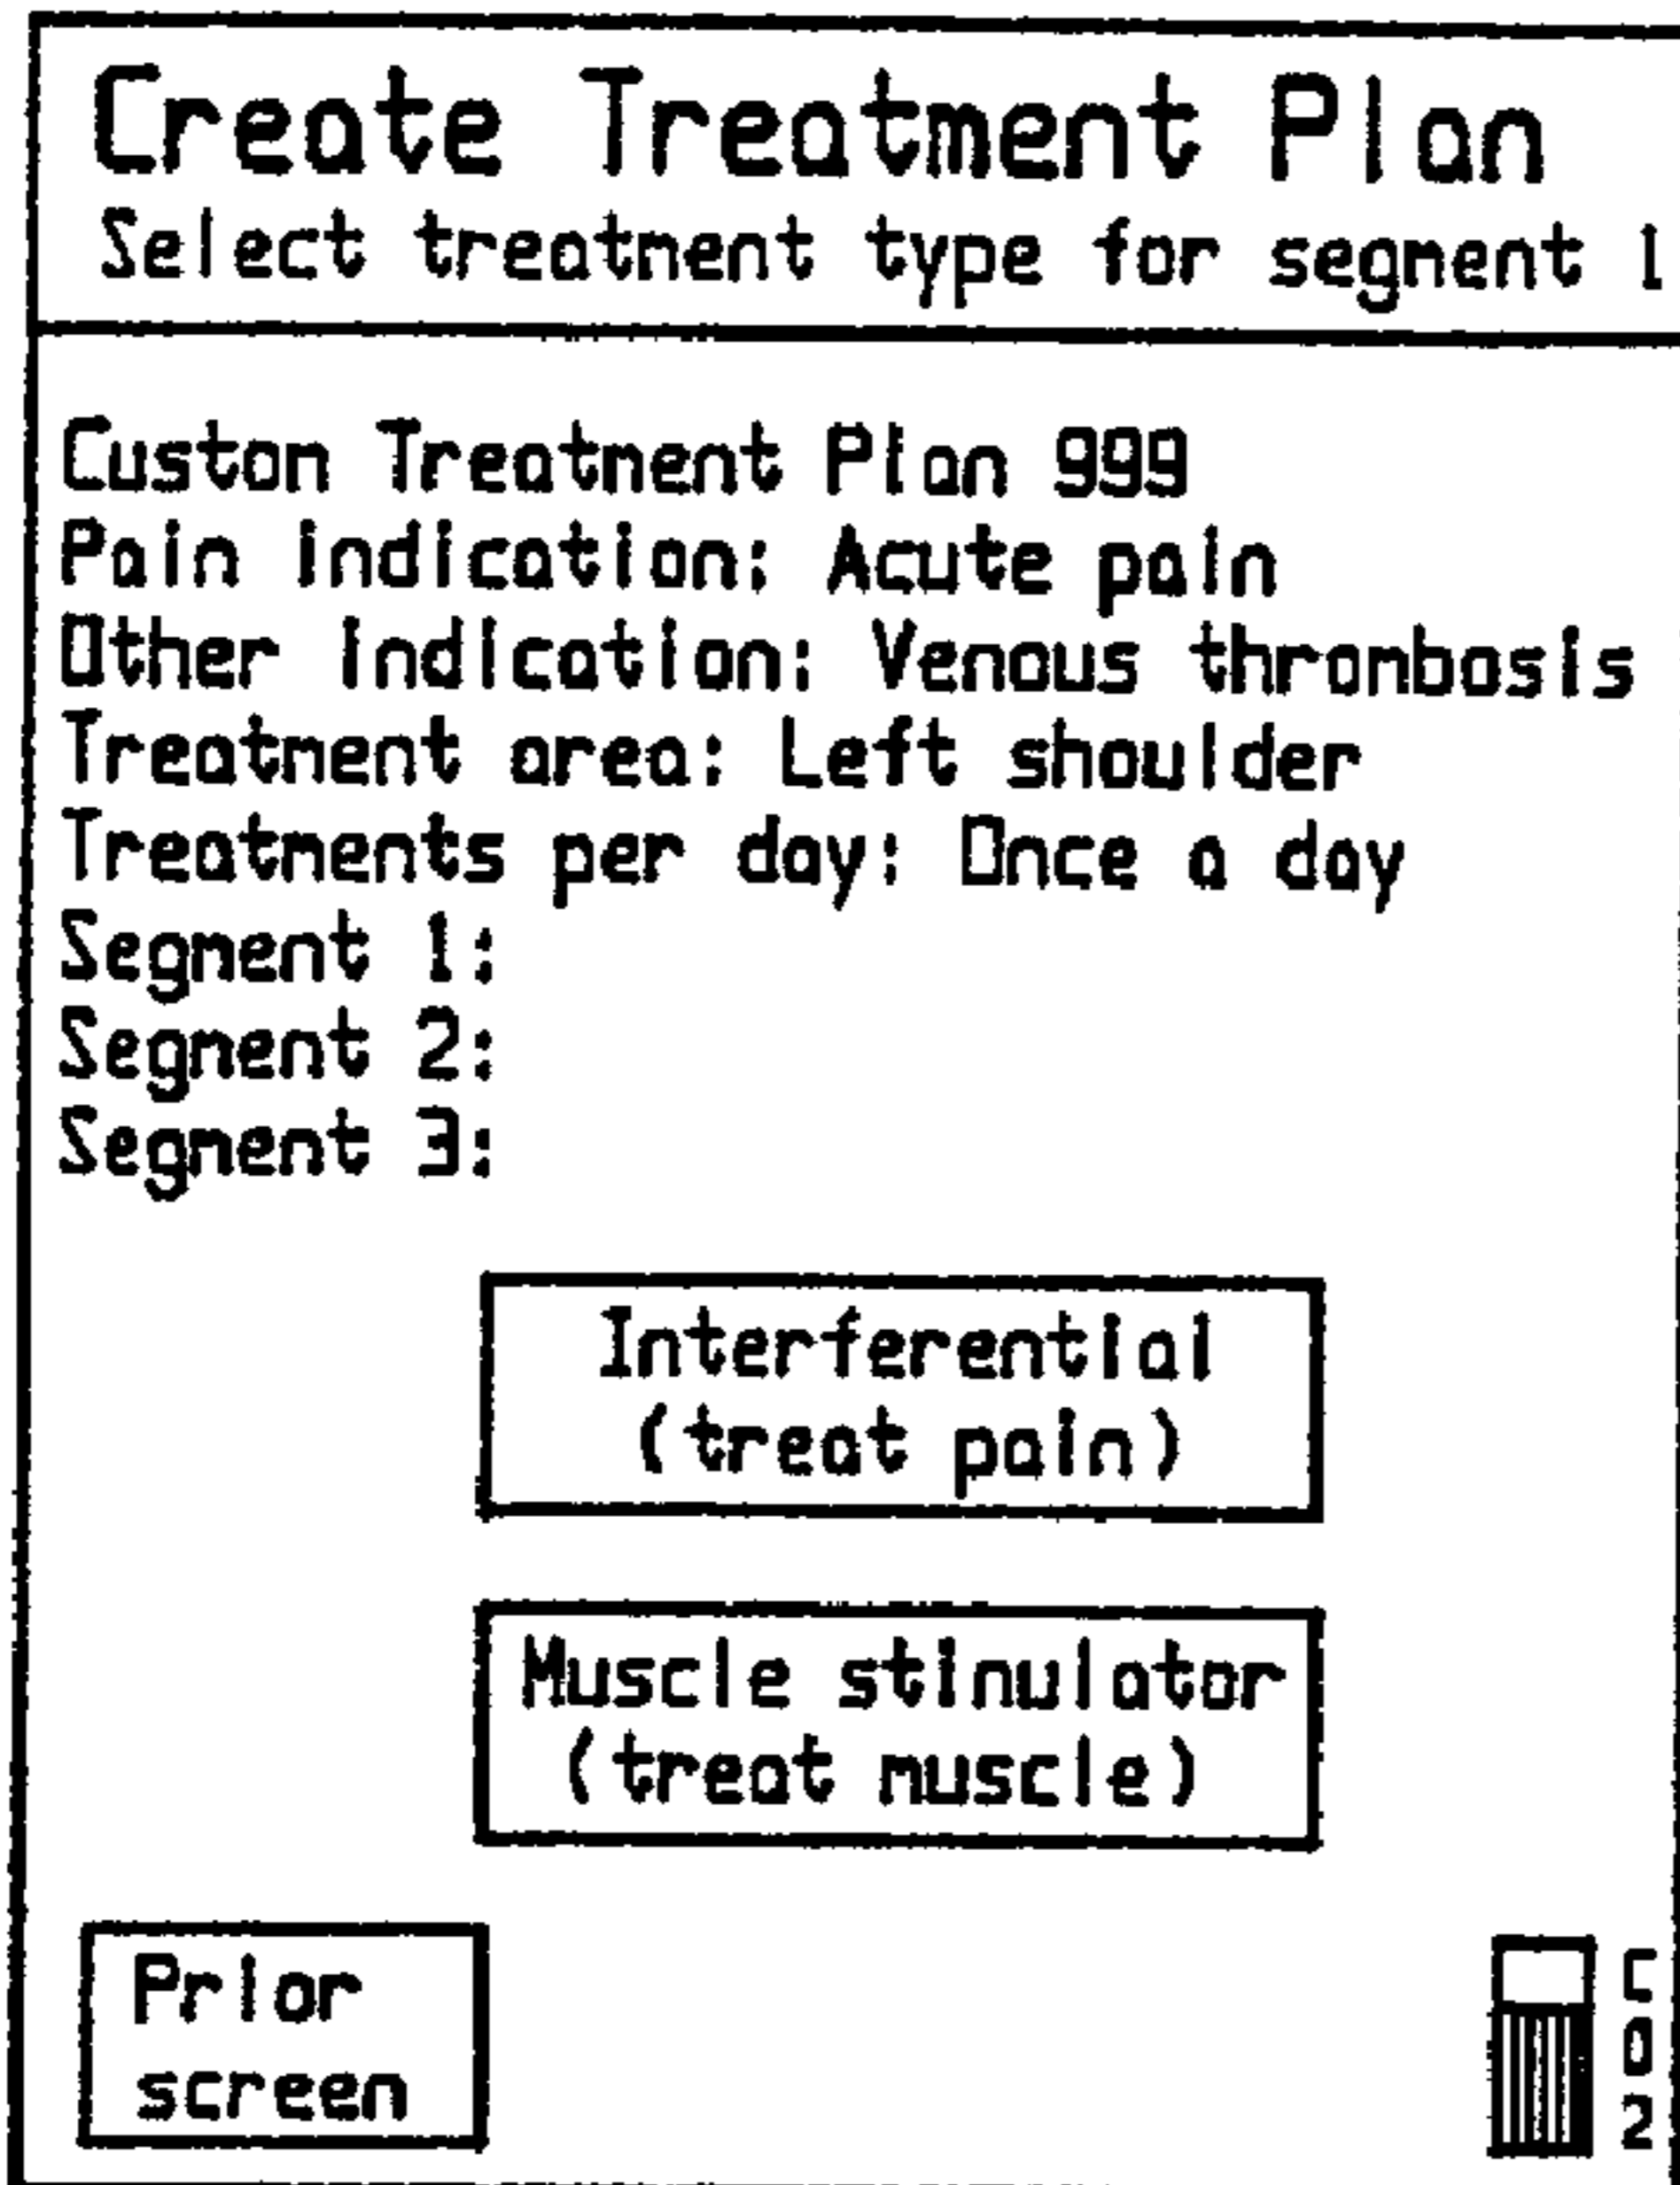 Create Treatment Plan
Select treatment type for segment 1
Custom Treatment Plan 999
Pain indication: Acute pain
Other indication: Venous thrombosis
Treatment area: Left shoulder
Treatments per day: Once a day
Segment 1:
Segment 2:
Segment 3:
Interferential
(treat pain)
Muscle stimulator
(treat muscle)
Prior
screen
C
0
2